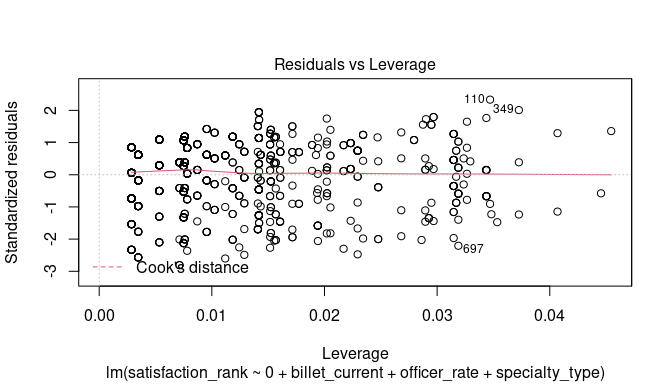 Residuals vs Leverage
Standardized residuals
2
1
0
-1
-2
-3
110
349
697
Cook's distance
0.00 0.01 0.02 0.03 0.04
Leverage
lm(satisfaction_rank ~ 0 + billet_current + officer_rate + specialty_type)